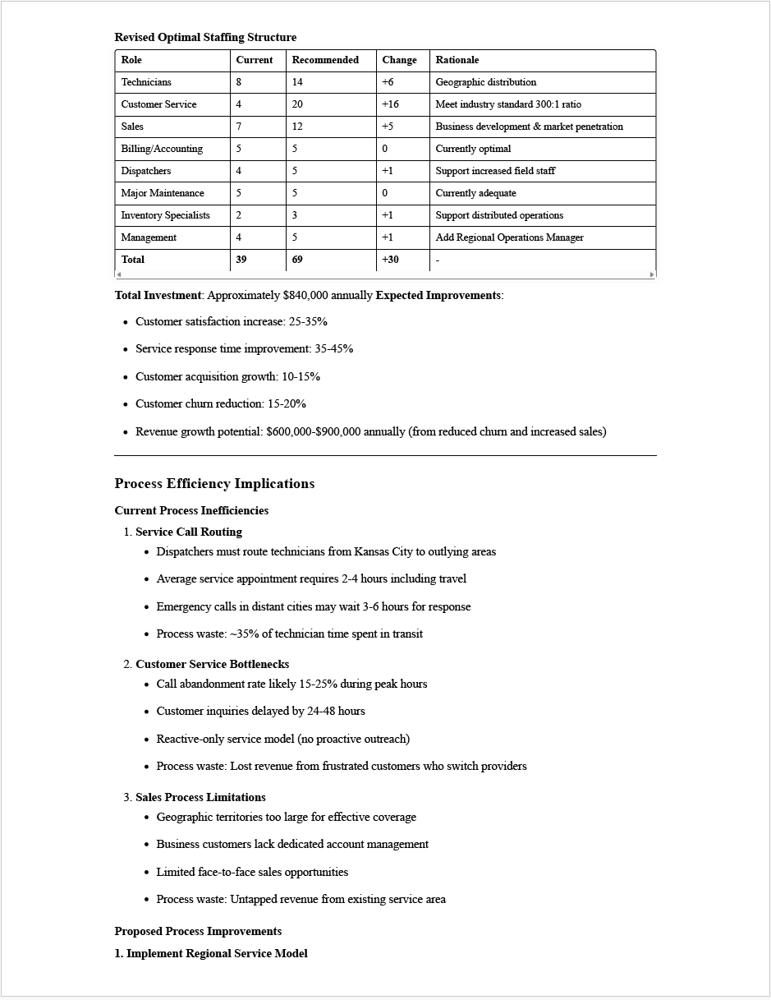 Revised Optimal Staffing Structure
Role Current Recommended Change Rationale
Technicians 8 14 +6 Geographic distribution
Customer Service 4 20 +16 Meet industry standard 300:1 ratio
Sales 7 12 +5 Business development & market penetration
Billing/Accounting 5 5 0 Currently optimal
Dispatchers 4 5 +1 Support increased field staff
Major Maintenance 5 5 0 Currently adequate
Inventory Specialists 2 3 +1 Support distributed operations
Management 4 5 +1 Add Regional Operations Manager
Total 39 69 +30 -
Total Investment: Approximately $840,000 annually Expected Improvements:
• Customer satisfaction increase: 25-35%
• Service response time improvement: 35-45%
• Customer acquisition growth: 10-15%
• Customer churn reduction: 15-20%
• Revenue growth potential: $600,000-$900,000 annually (from reduced churn and increased sales)
Process Efficiency Implications
Current Process Inefficiencies
1. Service Call Routing
• Dispatchers must route technicians from Kansas City to outlying areas
• Average service appointment requires 2-4 hours including travel
• Emergency calls in distant cities may wait 3-6 hours for response
• Process waste: ~35% of technician time spent in transit
2. Customer Service Bottlenecks
• Call abandonment rate likely 15-25% during peak hours
• Customer inquiries delayed by 24-48 hours
• Reactive-only service model (no proactive outreach)
• Process waste: Lost revenue from frustrated customers who switch providers
3. Sales Process Limitations
• Geographic territories too large for effective coverage
• Business customers lack dedicated account management
• Limited face-to-face sales opportunities
• Process waste: Untapped revenue from existing service area
Proposed Process Improvements
1. Implement Regional Service Model